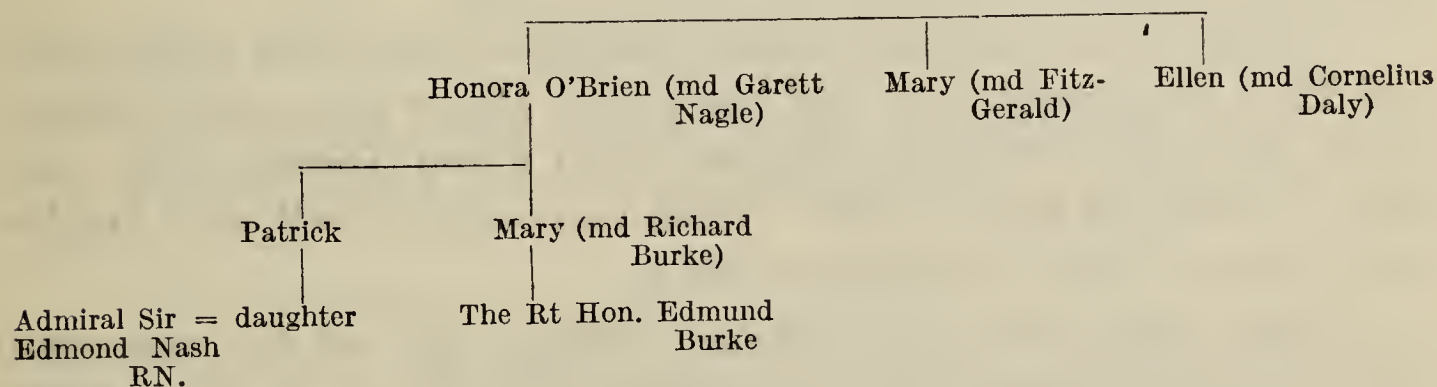 Honora O'Brien (md Garett
Nagle)
Mary (md Fitz-
Gerald)
Ellen (md Cornelius
Daly)
Patrick
Mary (md Richard
Burke)
Admiral Sir = daughter
Edmond Nash
RN.
The Rt Hon. Edmund
Burke